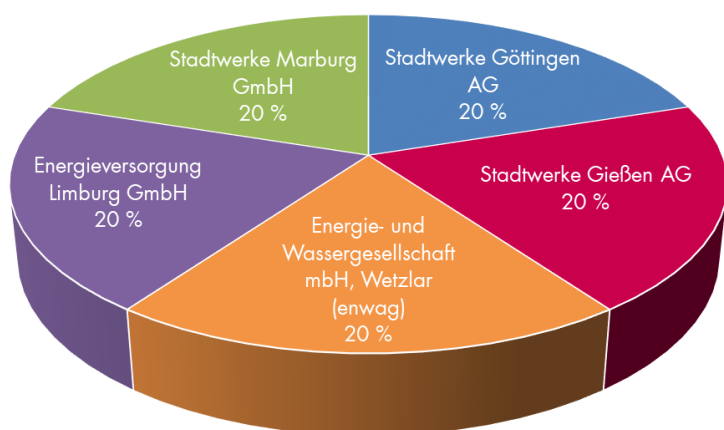 Stadtwerke Marburg
GmbH
20 %
Stadtwerke Göttingen
AG
20 %
Energieversorgung
Limburg GmbH
20 %
Stadtwerke Gießen AG
20 %
Energie- und
Wassergesellschaft
mbH, Wetzlar
(enwag)
20 %